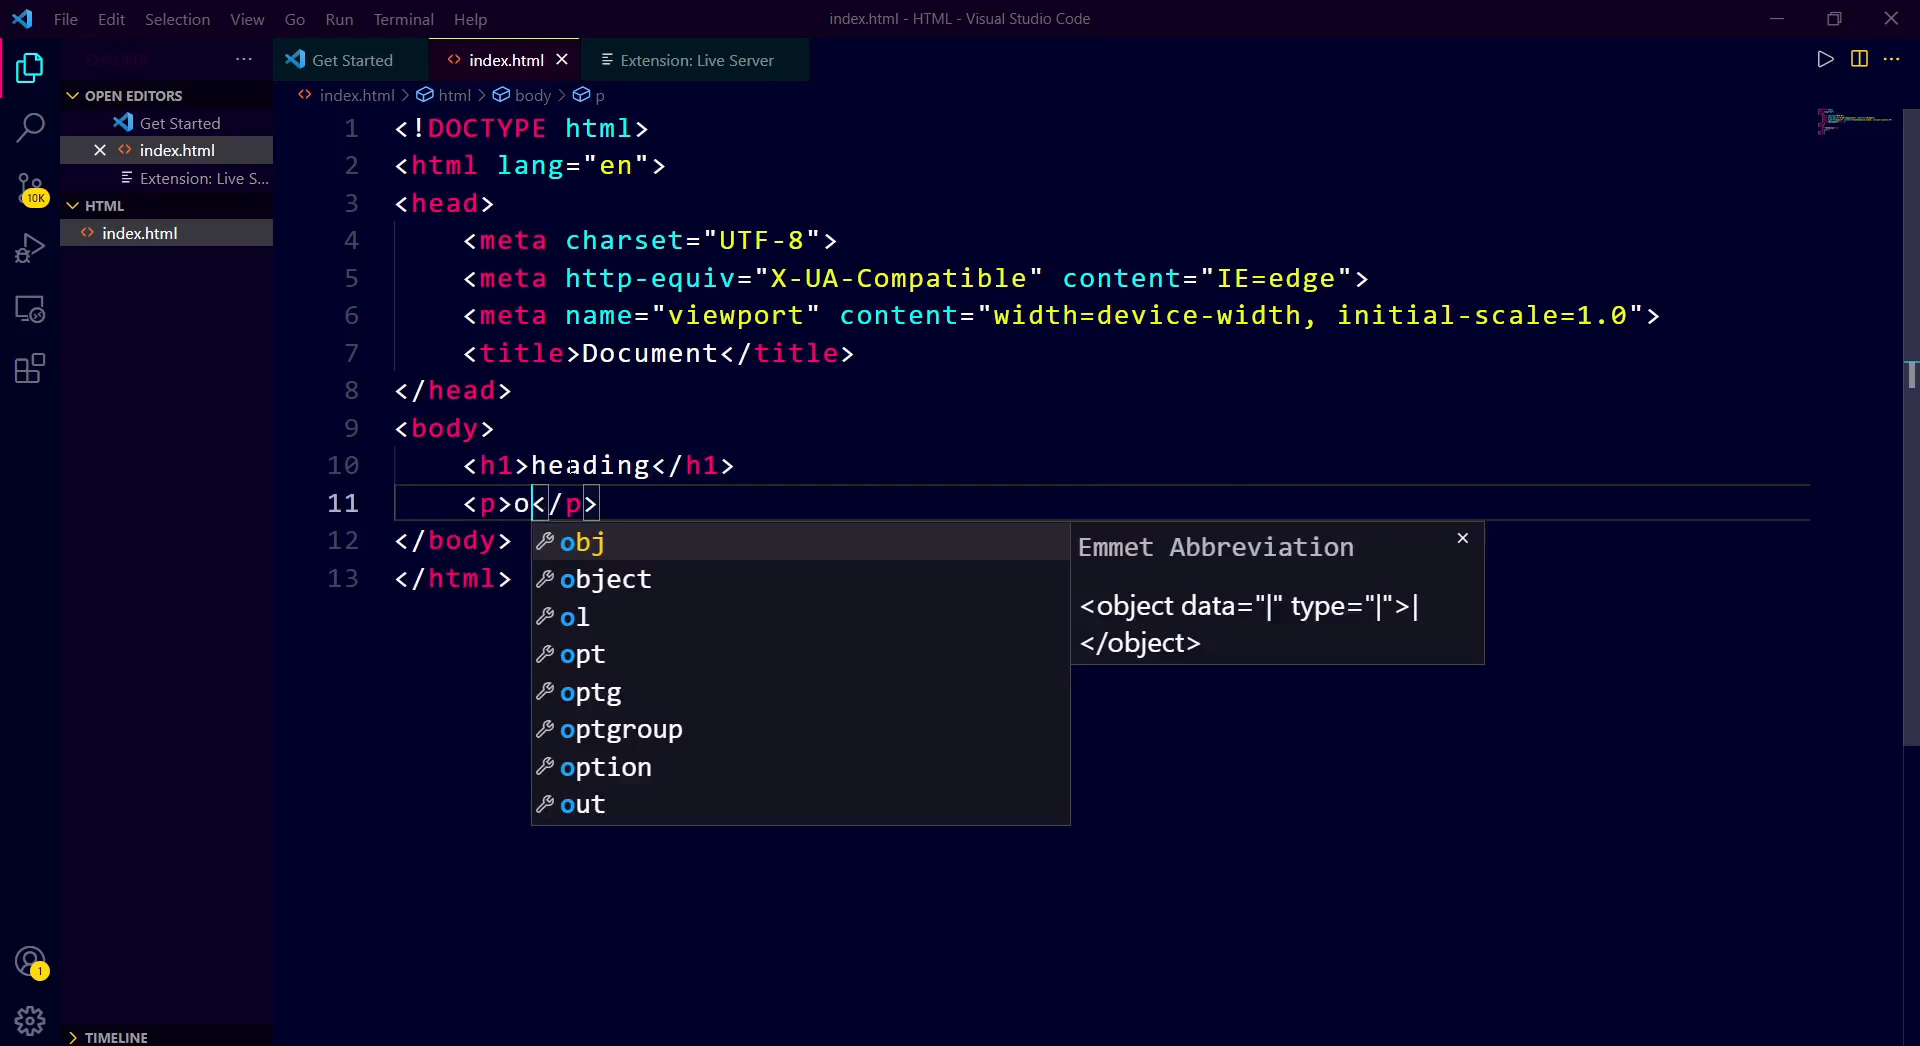 File Edit Selection View Go Run Terminal Help
index.html - HTML - Visual Studio Code
EXPLORER
Get Started
index.html
Extension: Live Server
OPEN EDITORS
Get Started
index.html
Extension: Live S...
HTML
index.html
10K
1
TIMELINE
index.html > html > body > p
1 <!DOCTYPE html>
2 <html lang="en">
3 <head>
4 <meta charset="UTF-8">
5 <meta http-equiv="X-UA-Compatible" content="IE=edge">
6 <meta name="viewport" content="width=device-width, initial-scale=1.0">
7 <title>Document</title>
8 </head>
9 <body>
10 <h1>heading</h1>
11 <p>o</p>
12 </body>
13 </html>
obj
object
ol
opt
optg
optgroup
option
out
Emmet Abbreviation
<object data="|" type="|">|
</object>